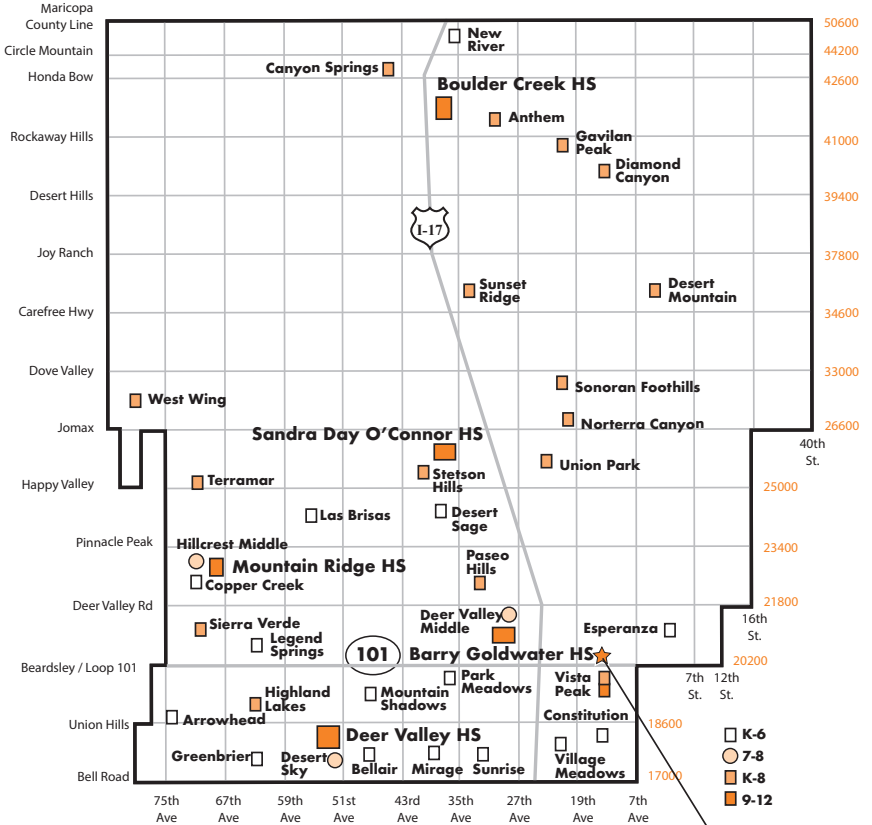 Maricopa
County Line
50600
New
River
Circle Mountain
44200
Canyon Springs
Honda Bow
42600
Boulder Creek HS
Anthem
Rockaway Hills
41000
Gavilan
Peak
Diamond
Canyon
Desert Hills
39400
I-17
Joy Ranch
37800
Sunset
Ridge
Desert
Mountain
Carefree Hwy
34600
Dove Valley
33000
Sonoran Foothills
West Wing
Norterra Canyon
Jomax
26600
Sandra Day O'Connor HS
40th
St.
Union Park
Stetson
Hills
Terramar
Happy Valley
25000
Las Brisas
Desert
Sage
Pinnacle Peak
23400
Hillcrest Middle
Mountain Ridge HS
Paseo
Hills
Copper Creek
Deer Valley Rd
21800
Deer Valley
Middle
Sierra Verde
Esperanza
16th
St.
Legend
Springs
101
Barry Goldwater HS
Beardsley / Loop 101
20200
Park
Meadows
Vista
Peak
7th
St.
12th
St.
Highland
Lakes
Mountain
Shadows
Arrowhead
Constitution
Union Hills
18600
Deer Valley HS
K-6
Greenbrier
Desert
Sky
Bellair
Mirage
Sunrise
Village
Meadows
7-8
Bell Road
17000
K-8
9-12
75th
Ave
67th
Ave
59th
Ave
51st
Ave
43rd
Ave
35th
Ave
27th
Ave
19th
Ave
7th
Ave